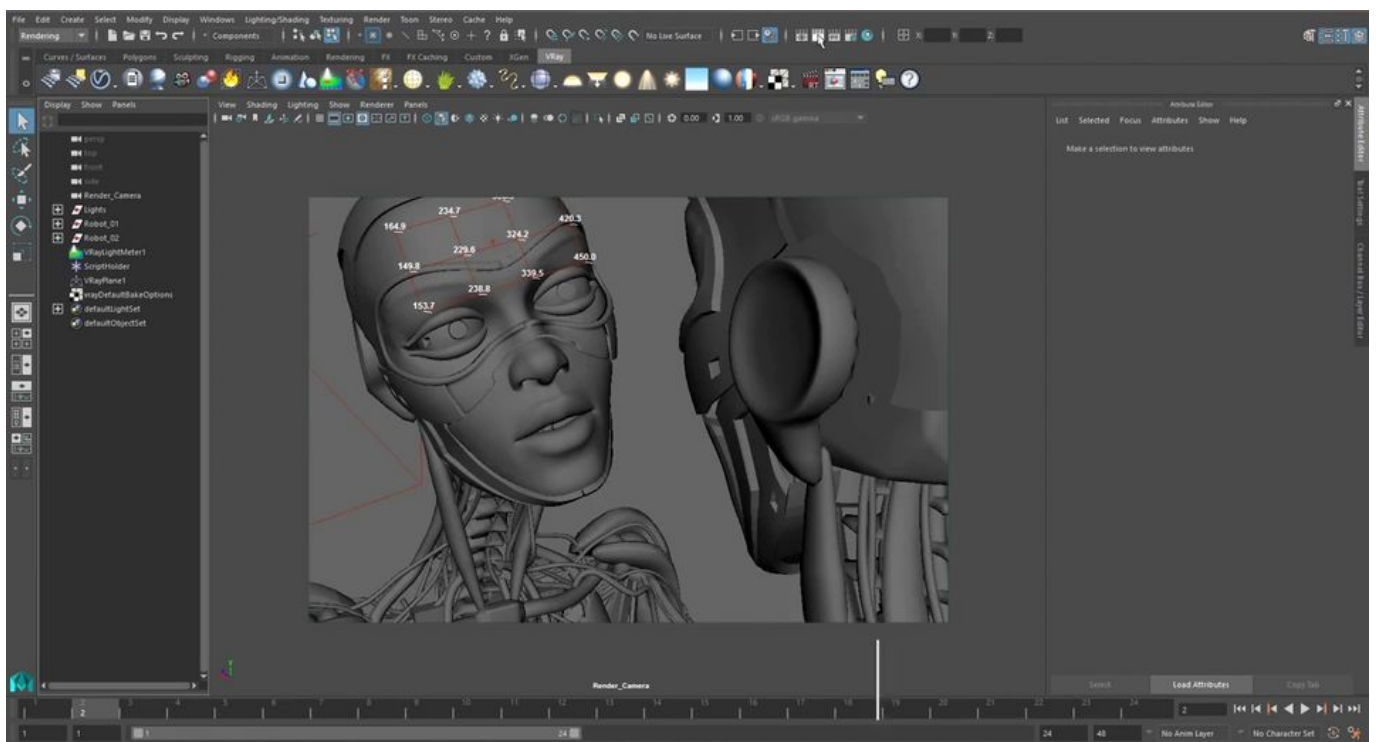 File Edit Create Select Modify Display Windows Lighting/Shading Texturing Render Toon Stereo Cache Help
Rendering Components No Live Surface X: Y: Z:
Curves / Surfaces Polygons Sculpting Rigging Animation Rendering FX FX Caching Custom XGen VRay
Display Show Panels
View Shading Lighting Show Renderer Panels
0.00 1.00 sRGB gamma
Attribute Editor
List Selected Focus Attributes Show Help
Make a selection to view attributes
Attribute Editor
Tool Settings
Channel Box / Layer Editor
persp
top
front
side
Render_Camera
Lights
Robot_01
Robot_02
VRayLightMeter1
ScriptHolder
VRayPlane1
vrayDefaultBakeOptions
defaultLightSet
defaultObjectSet
234.7
164.9
420.3
324.2
229.6
149.8
450.0
339.5
238.8
153.7
Render_Camera
Select Load Attributes Copy Tab
1 2 3 4 5 6 7 8 9 10 11 12 13 14 15 16 17 18 19 20 21 22 23 24
2
2
1 1 1 24 24 48 No Anim Layer No Character Set